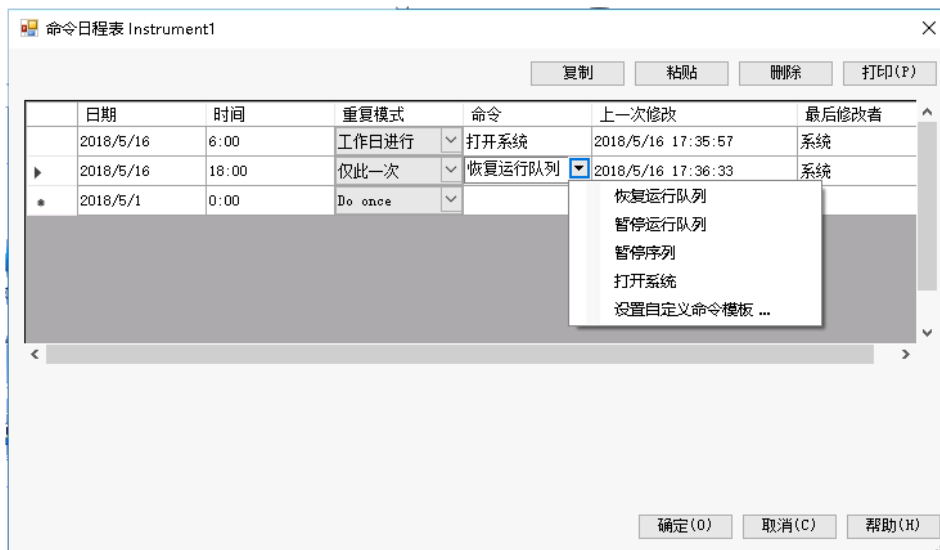 命令日程表 Instrument1
复制 粘贴 删除 打印(P)
日期 时间 重复模式 命令 上一次修改 最后修改者
2018/5/16 6:00 工作日进行 打开系统 2018/5/16 17:35:57 系统
2018/5/16 18:00 仅此一次 恢复运行队列 2018/5/16 17:36:33 系统
2018/5/1 0:00 Do once
恢复运行队列
暂停运行队列
暂停序列
打开系统
设置自定义命令模板 ...
确定(O) 取消(C) 帮助(H)